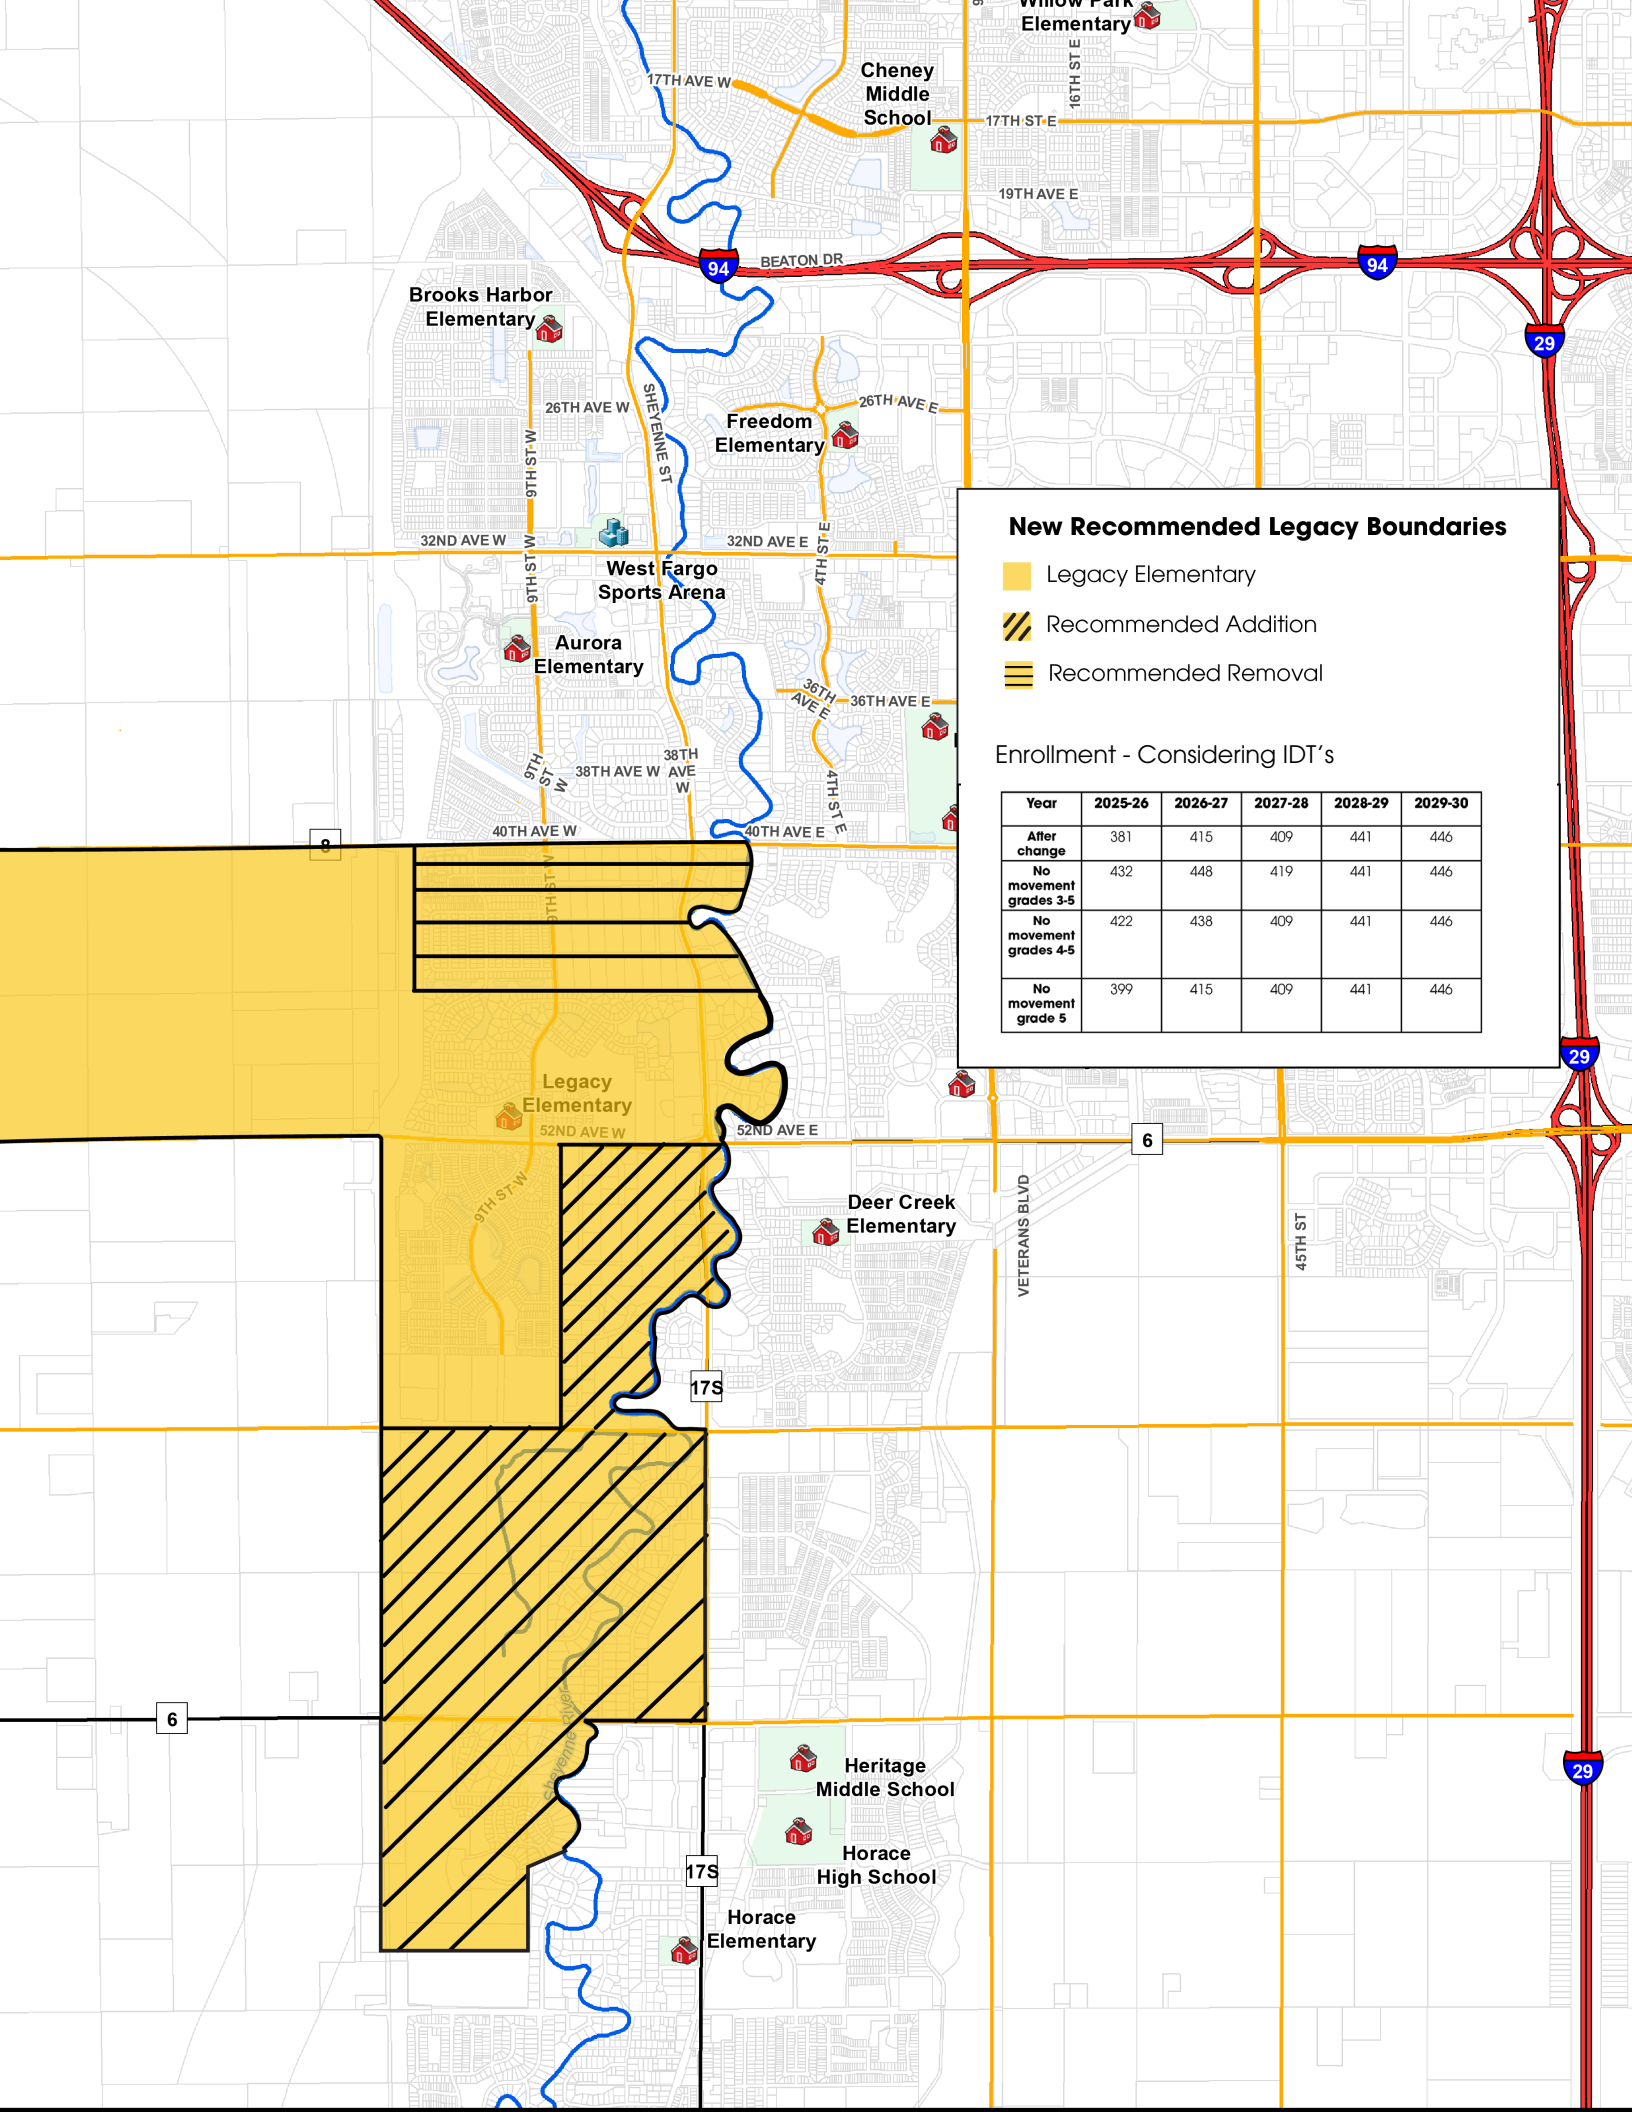 Willow Park
Elementary
Cheney
Middle
School
17TH AVE W
16TH ST E
17TH ST E
19TH AVE E
94
BEATON DR
94
29
Brooks Harbor
Elementary
SHEYENNE ST
26TH AVE W
26TH AVE E
Freedom
Elementary
9TH ST W
32ND AVE W
32ND AVE E
4TH ST E
9TH ST W
West Fargo
Sports Arena
Aurora
Elementary
36TH
AVE E
36TH AVE E
38TH
AVE
W
38TH AVE W
9TH
ST
W
4TH ST E
40TH AVE W
40TH AVE E
8
9TH ST W
New Recommended Legacy Boundaries
Legacy Elementary
Recommended Addition
Recommended Removal
Enrollment - Considering IDT's
Year 2025-26 2026-27 2027-28 2028-29 2029-30
After
change 381 415 409 441 446
No
movement
grades 3-5 432 448 419 441 446
No
movement
grades 4-5 422 438 409 441 446
No
movement
grade 5 399 415 409 441 446
29
Legacy
Elementary
52ND AVE W
52ND AVE E
6
9TH ST W
Deer Creek
Elementary
VETERANS BLVD
45TH ST
17S
Sheyenne River
6
Heritage
Middle School
29
Horace
High School
17S
Horace
Elementary